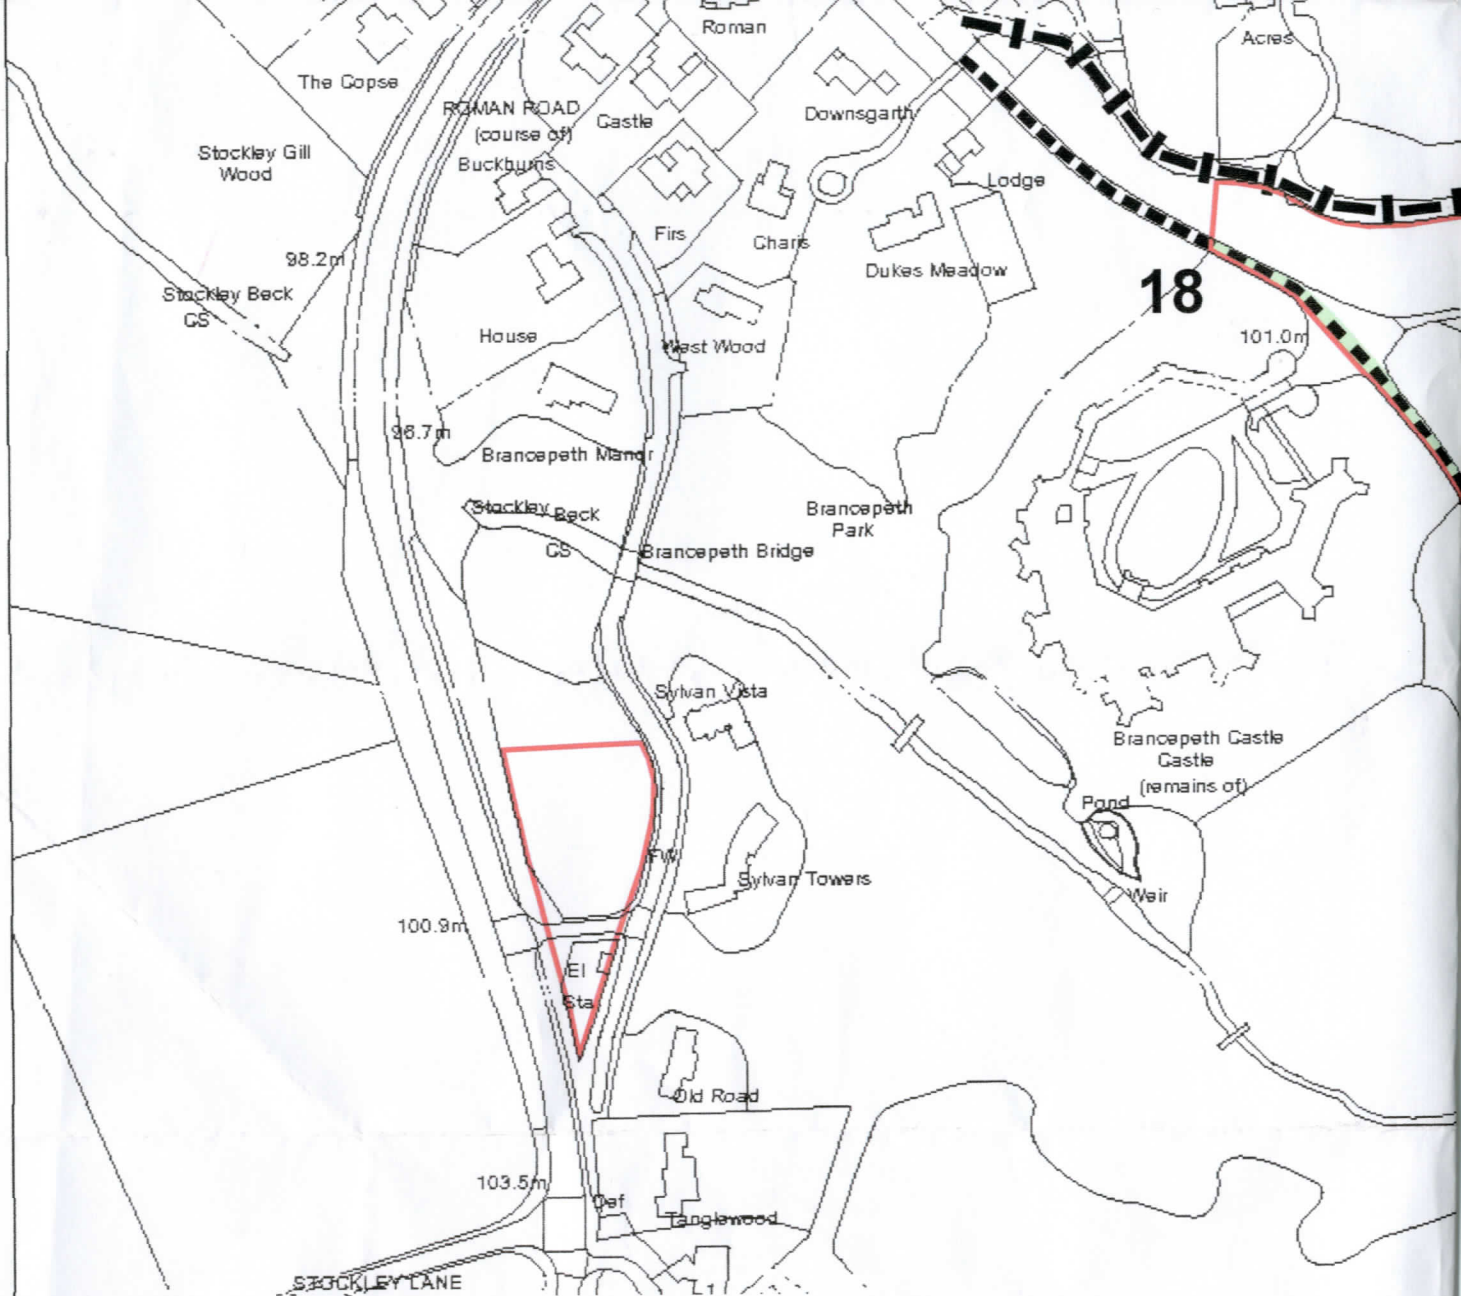 Roman
Acres
The Copse
ROMAN ROAD
(course of)
Castle
Downsgarth
Stockley Gill
Wood
Buckburns
Lodge
Firs
Charis
98.2m
Dukes Meadow
Stockley Beck
CS
18
House
West Wood
101.0m
96.7m
Brancepeth Manor
Stockley Beck
CS
Brancepeth
Park
Brancepeth Bridge
Sylvan Vista
Brancepeth Castle
Castle
(remains of)
Pond
FW
Sylvan Towers
Weir
100.9m
El
Sta
Old Road
103.5m
Def
Tanglewood
STOCKLEY LANE